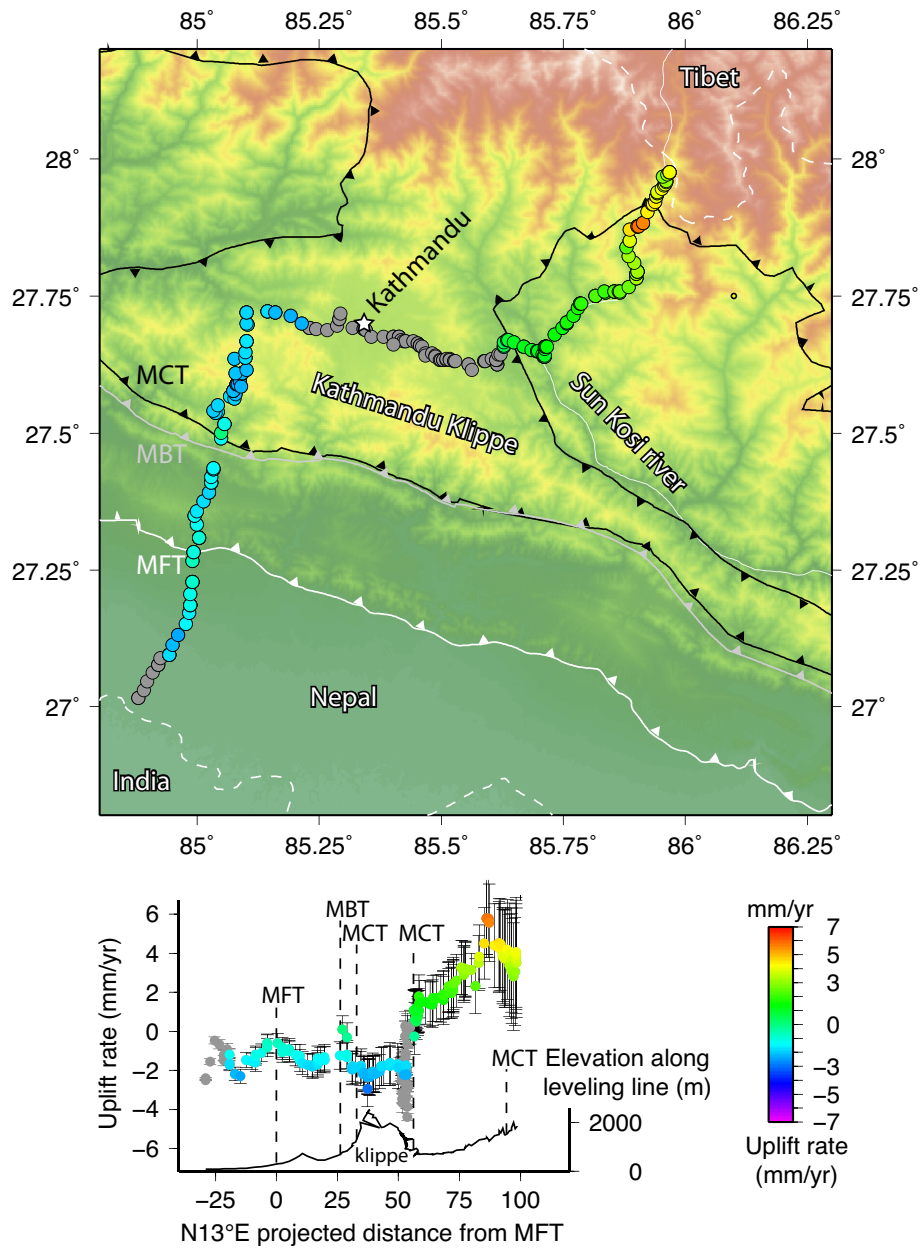 85˚ 85.25˚ 85.5˚ 85.75˚ 86˚ 86.25˚
Tibet
28˚ 28˚
Kathmandu
27.75˚ 27.75˚
MCT
Kathmandu Klippe
Sun Kosi river
27.5˚ 27.5˚
MBT
MFT
27.25˚ 27.25˚
Nepal
27˚ 27˚
India
85˚ 85.25˚ 85.5˚ 85.75˚ 86˚ 86.25˚
Uplift rate (mm/yr)
6
4
2
0
−2
−4
−6
MFT
MBT
MCT
MCT
MCT
Elevation along
leveling line (m)
2000
0
klippe
−25 0 25 50 75 100
N13°E projected distance from MFT
mm/yr
7
5
3
0
−3
−5
−7
Uplift rate
(mm/yr)